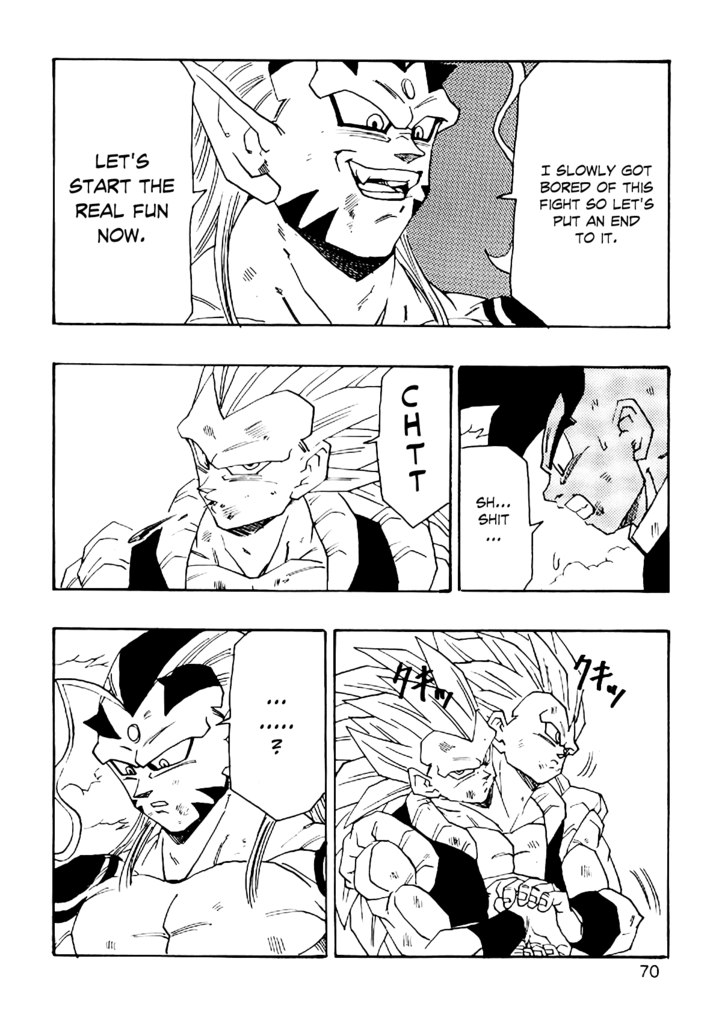 I SLOWLY GOT
BORED OF THIS
FIGHT SO LET'S
PUT AN END
TO IT.
LET'S
START THE
REAL FUN
NOW.
SH...
SHIT
...
CHTT
クキッ
クキッ
...
.....
?
70